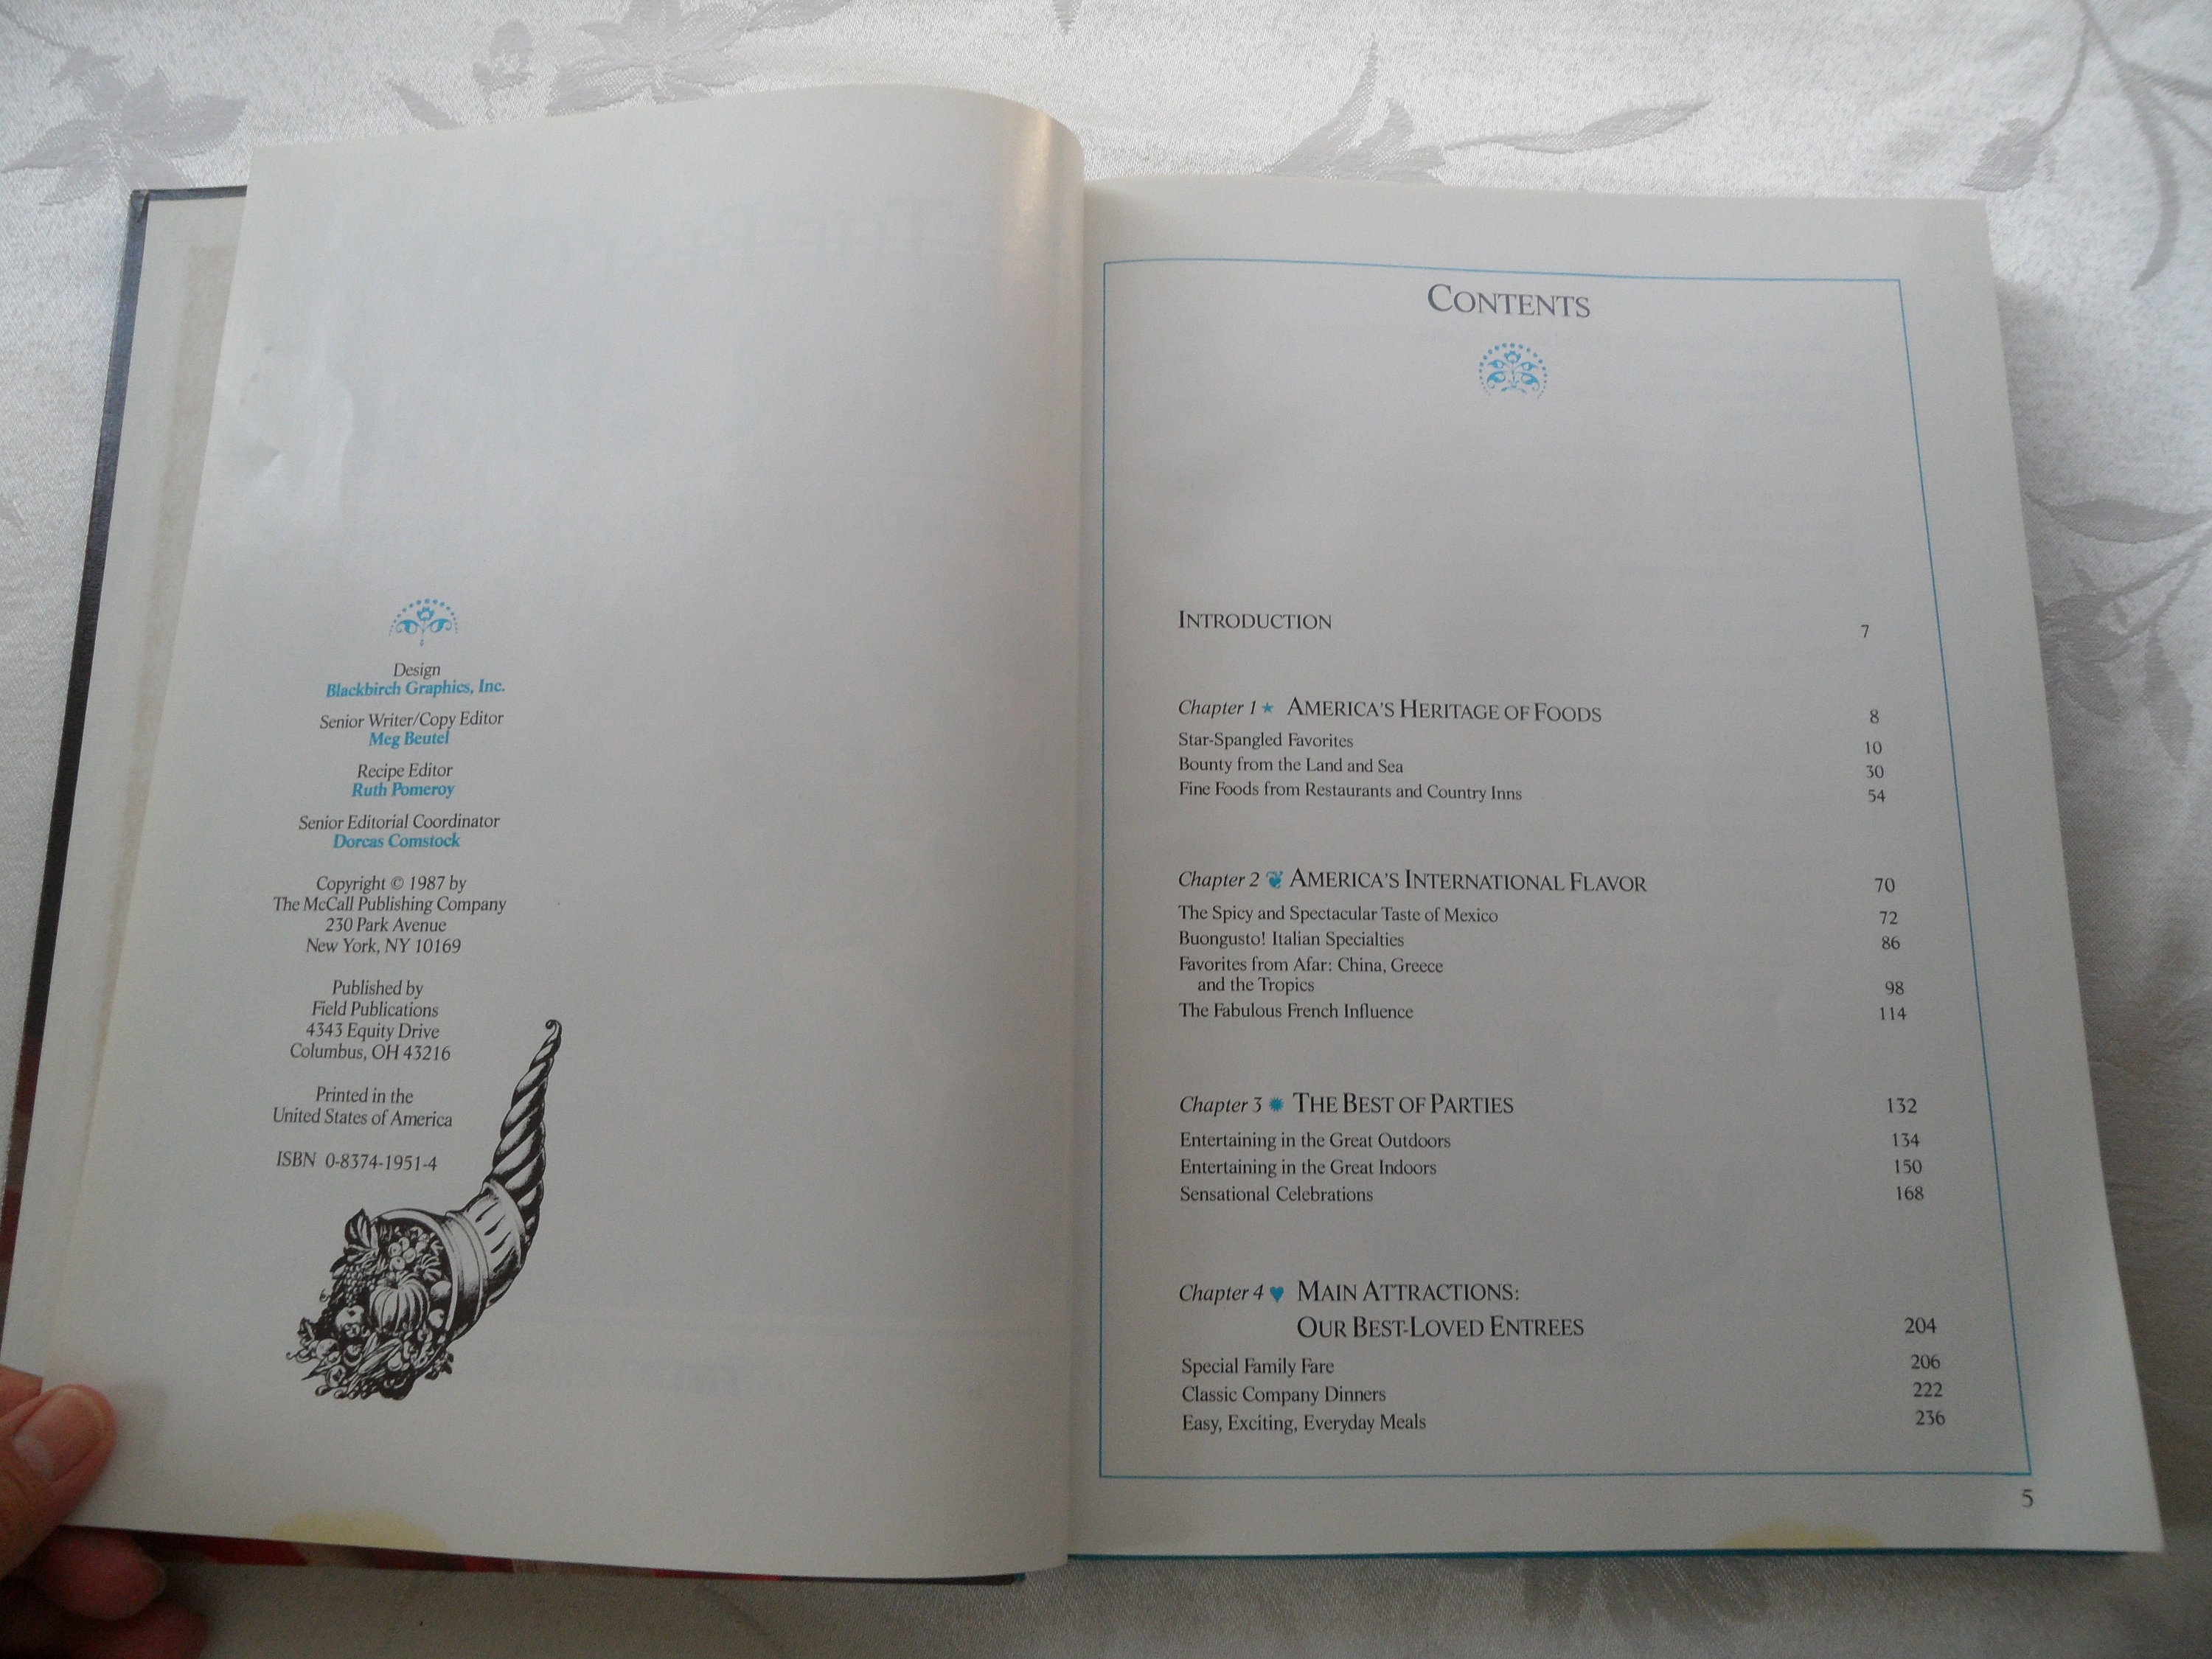 Design
Blackbirch Graphics, Inc.
Senior Writer/Copy Editor
Meg Beutel
Recipe Editor
Ruth Pomeroy
Senior Editorial Coordinator
Dorcas Comstock
Copyright © 1987 by
The McCall Publishing Company
230 Park Avenue
New York, NY 10169
Published by
Field Publications
4343 Equity Drive
Columbus, OH 43216
Printed in the
United States of America
ISBN 0-8374-1951-4
CONTENTS
INTRODUCTION 7
Chapter 1 ★ AMERICA'S HERITAGE OF FOODS 8
Star-Spangled Favorites 10
Bounty from the Land and Sea 30
Fine Foods from Restaurants and Country Inns 54
Chapter 2 AMERICA'S INTERNATIONAL FLAVOR 70
The Spicy and Spectacular Taste of Mexico 72
Buongusto! Italian Specialties 86
Favorites from Afar: China, Greece
and the Tropics 98
The Fabulous French Influence 114
Chapter 3 THE BEST OF PARTIES 132
Entertaining in the Great Outdoors 134
Entertaining in the Great Indoors 150
Sensational Celebrations 168
Chapter 4 ♥ MAIN ATTRACTIONS:
OUR BEST-LOVED ENTREES 204
Special Family Fare 206
Classic Company Dinners 222
Easy, Exciting, Everyday Meals 236
5